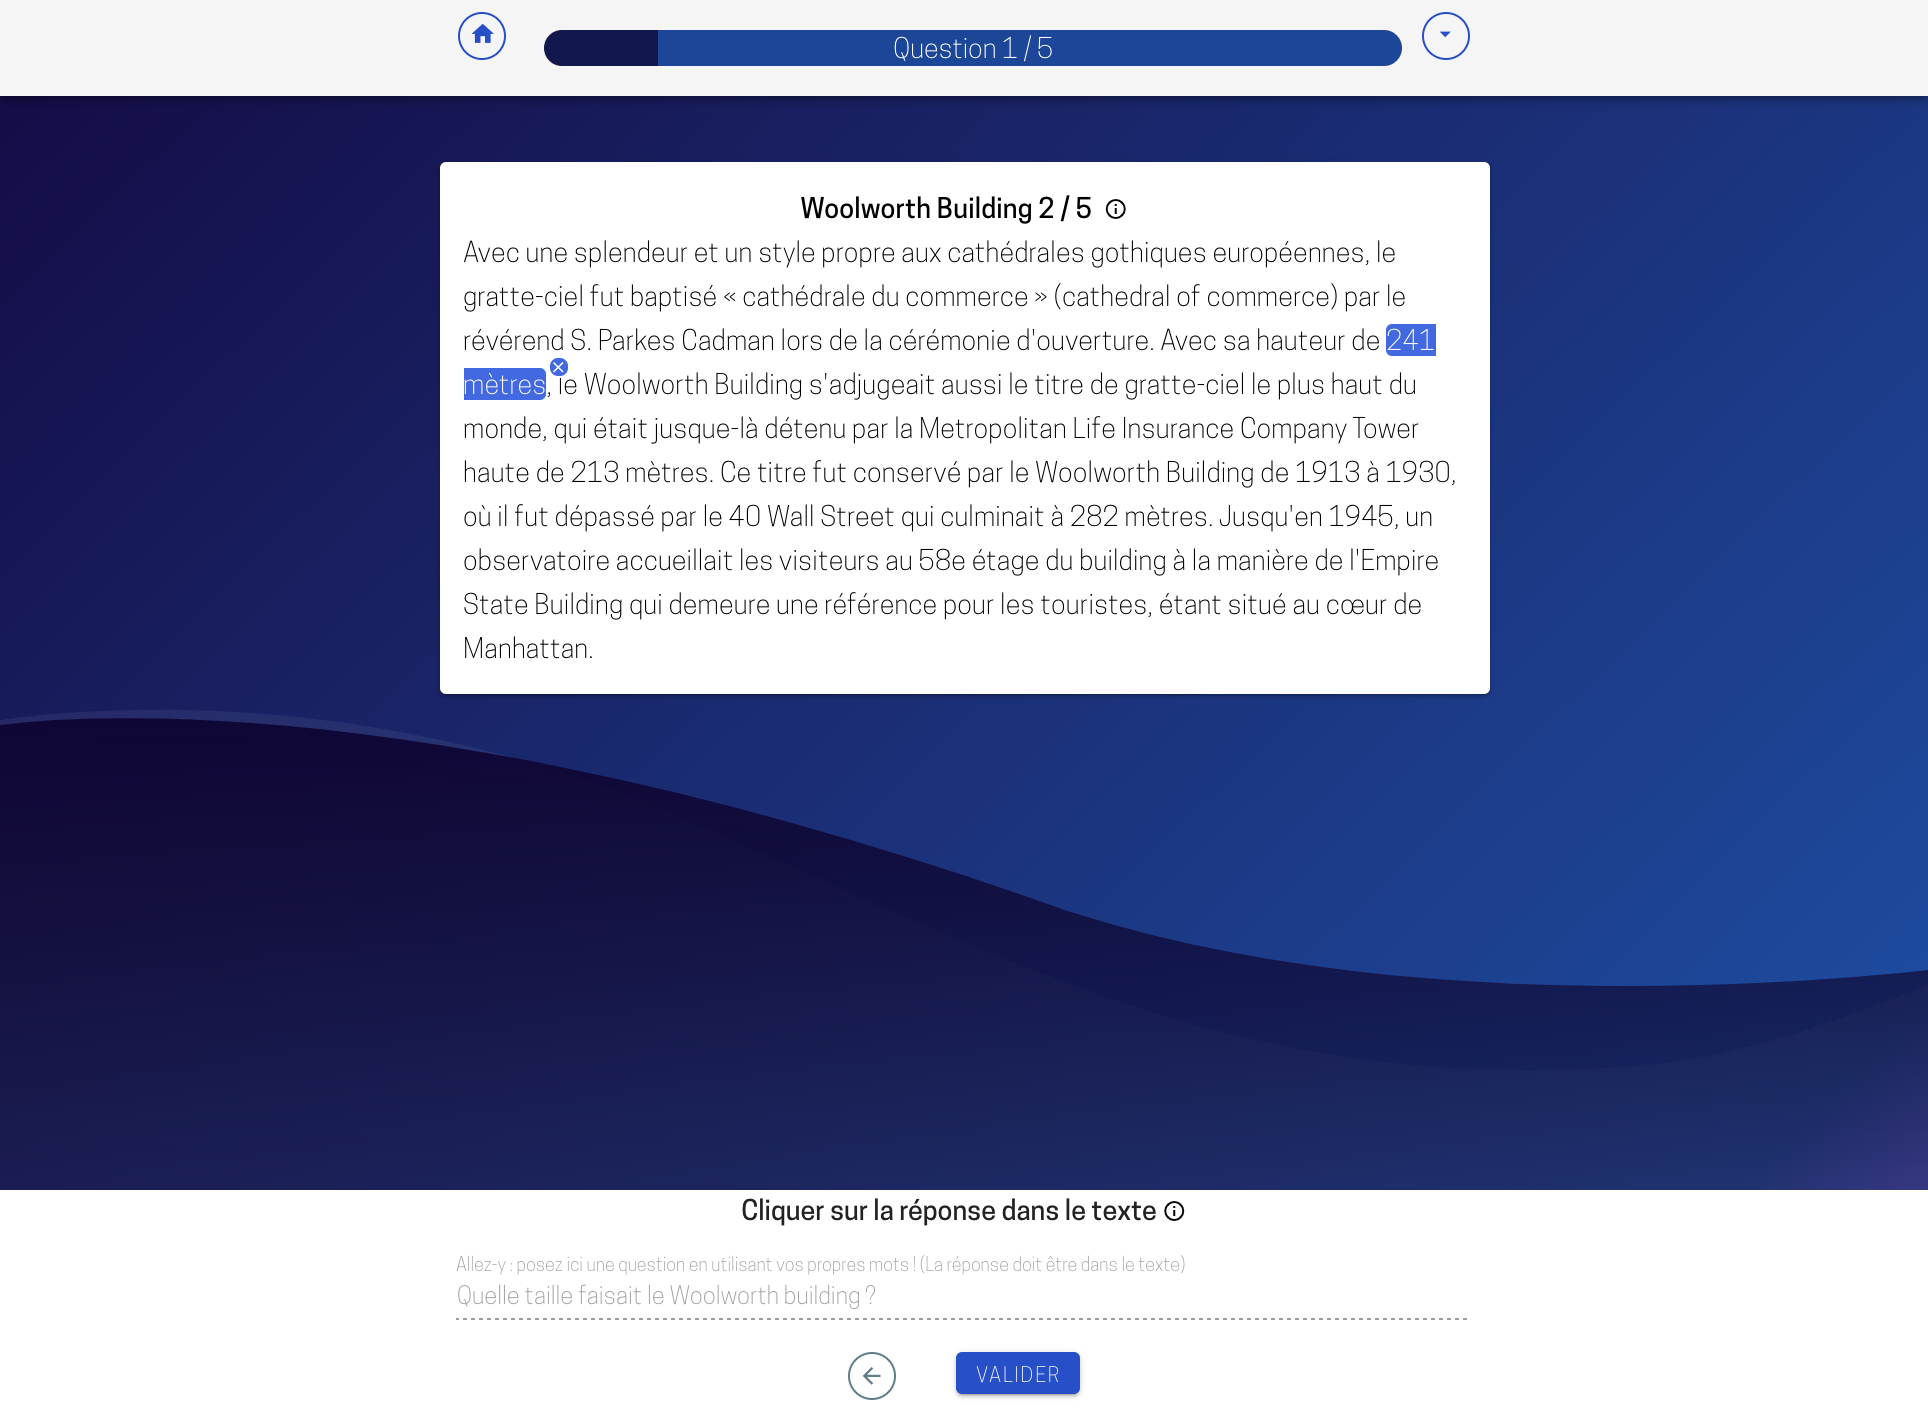 Question 1 / 5
Woolworth Building 2 / 5
Avec une splendeur et un style propre aux cathédrales gothiques européennes, le
gratte-ciel fut baptisé « cathédrale du commerce » (cathedral of commerce) par le
révérend S. Parkes Cadman lors de la cérémonie d'ouverture. Avec sa hauteur de 241
mètres, le Woolworth Building s'adjugeait aussi le titre de gratte-ciel le plus haut du
monde, qui était jusque-là détenu par la Metropolitan Life Insurance Company Tower
haute de 213 mètres. Ce titre fut conservé par le Woolworth Building de 1913 à 1930,
où il fut dépassé par le 40 Wall Street qui culminait à 282 mètres. Jusqu'en 1945, un
observatoire accueillait les visiteurs au 58e étage du building à la manière de l'Empire
State Building qui demeure une référence pour les touristes, étant situé au cœur de
Manhattan.
Cliquer sur la réponse dans le texte
Allez-y : posez ici une question en utilisant vos propres mots ! (La réponse doit être dans le texte)
Quelle taille faisait le Woolworth building ?
VALIDER